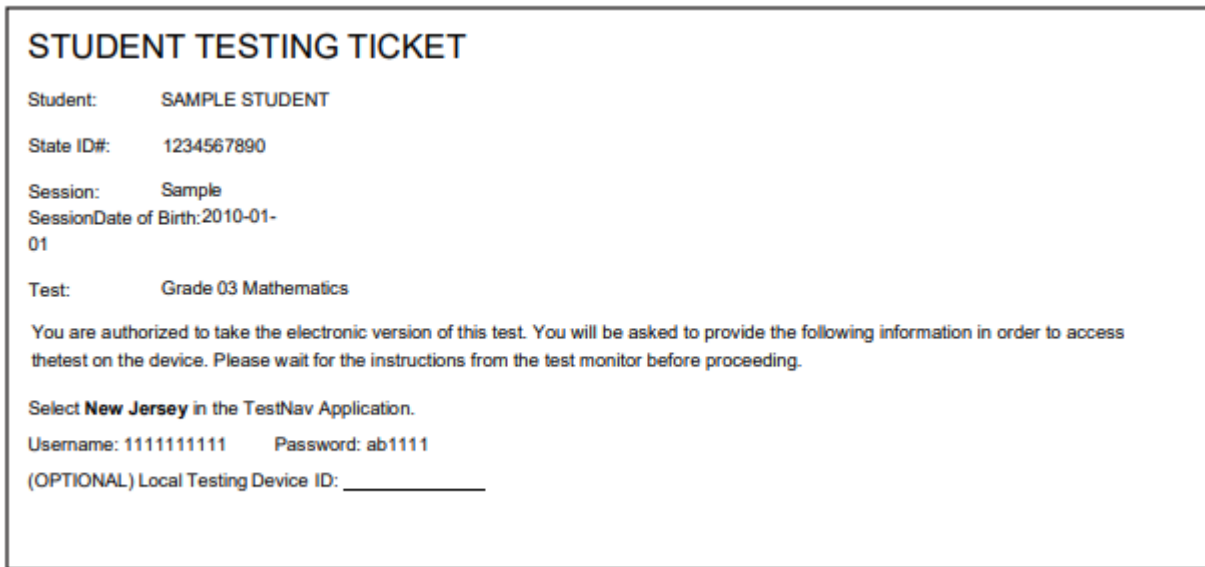 STUDENT TESTING TICKET
Student: SAMPLE STUDENT
State ID#: 1234567890
Session: Sample
SessionDate of Birth:2010-01-
01
Test: Grade 03 Mathematics
You are authorized to take the electronic version of this test. You will be asked to provide the following information in order to access
thetest on the device. Please wait for the instructions from the test monitor before proceeding.
Select New Jersey in the TestNav Application.
Username: 1111111111 Password: ab1111
(OPTIONAL) Local Testing Device ID: ______________